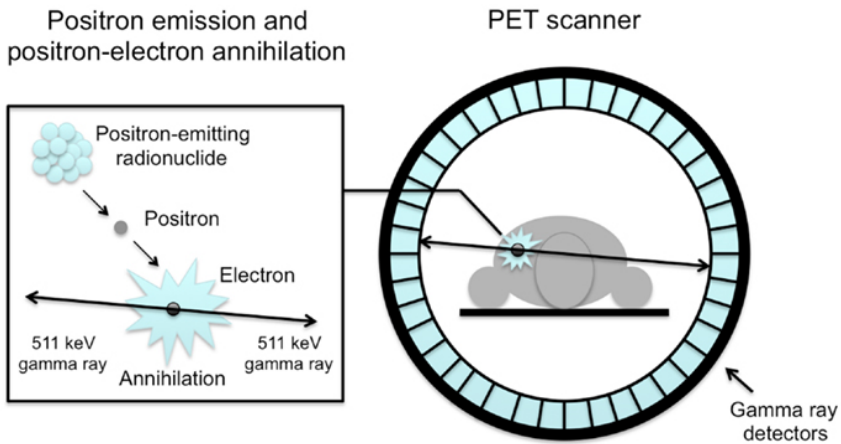 Positron emission and
positron-electron annihilation
PET scanner
Positron-emitting
radionuclide
Positron
Electron
511 keV
gamma ray
511 keV
gamma ray
Annihilation
Gamma ray
detectors